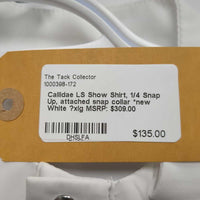 The Tack Collector
1000398-172
Callidae LS Show Shirt, 1/4 Snap
Up, attached snap collar *new
White ?xlg MSRP: $309.00
$135.00
DHSLFA